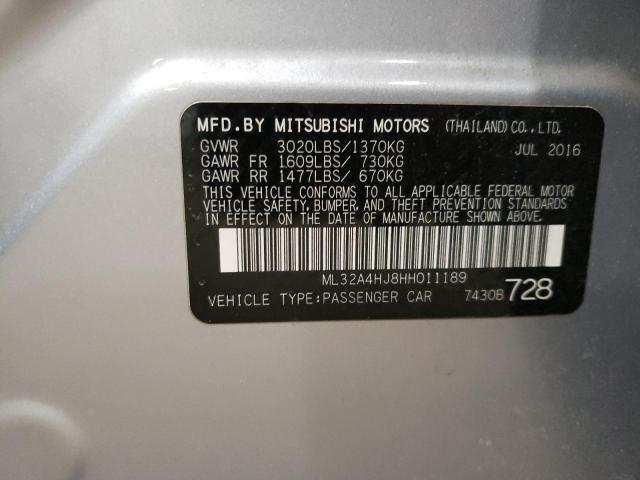 MFD.BY MITSUBISHI MOTORS (THAILAND)CO.,LTD.
GVWR 3020LBS/1370KG JUL 2016
GAWR FR 1609LBS/ 730KG
GAWR RR 1477LBS/ 670KG
THIS VEHICLE CONFORMS TO ALL APPLICABLE FEDERAL MOTOR
VEHICLE SAFETY, BUMPER, AND THEFT PREVENTION STANDARDS
IN EFFECT ON THE DATE OF MANUFACTURE SHOWN ABOVE.
ML32A4HJ8HH011189
VEHICLE TYPE:PASSENGER CAR 7430B 728